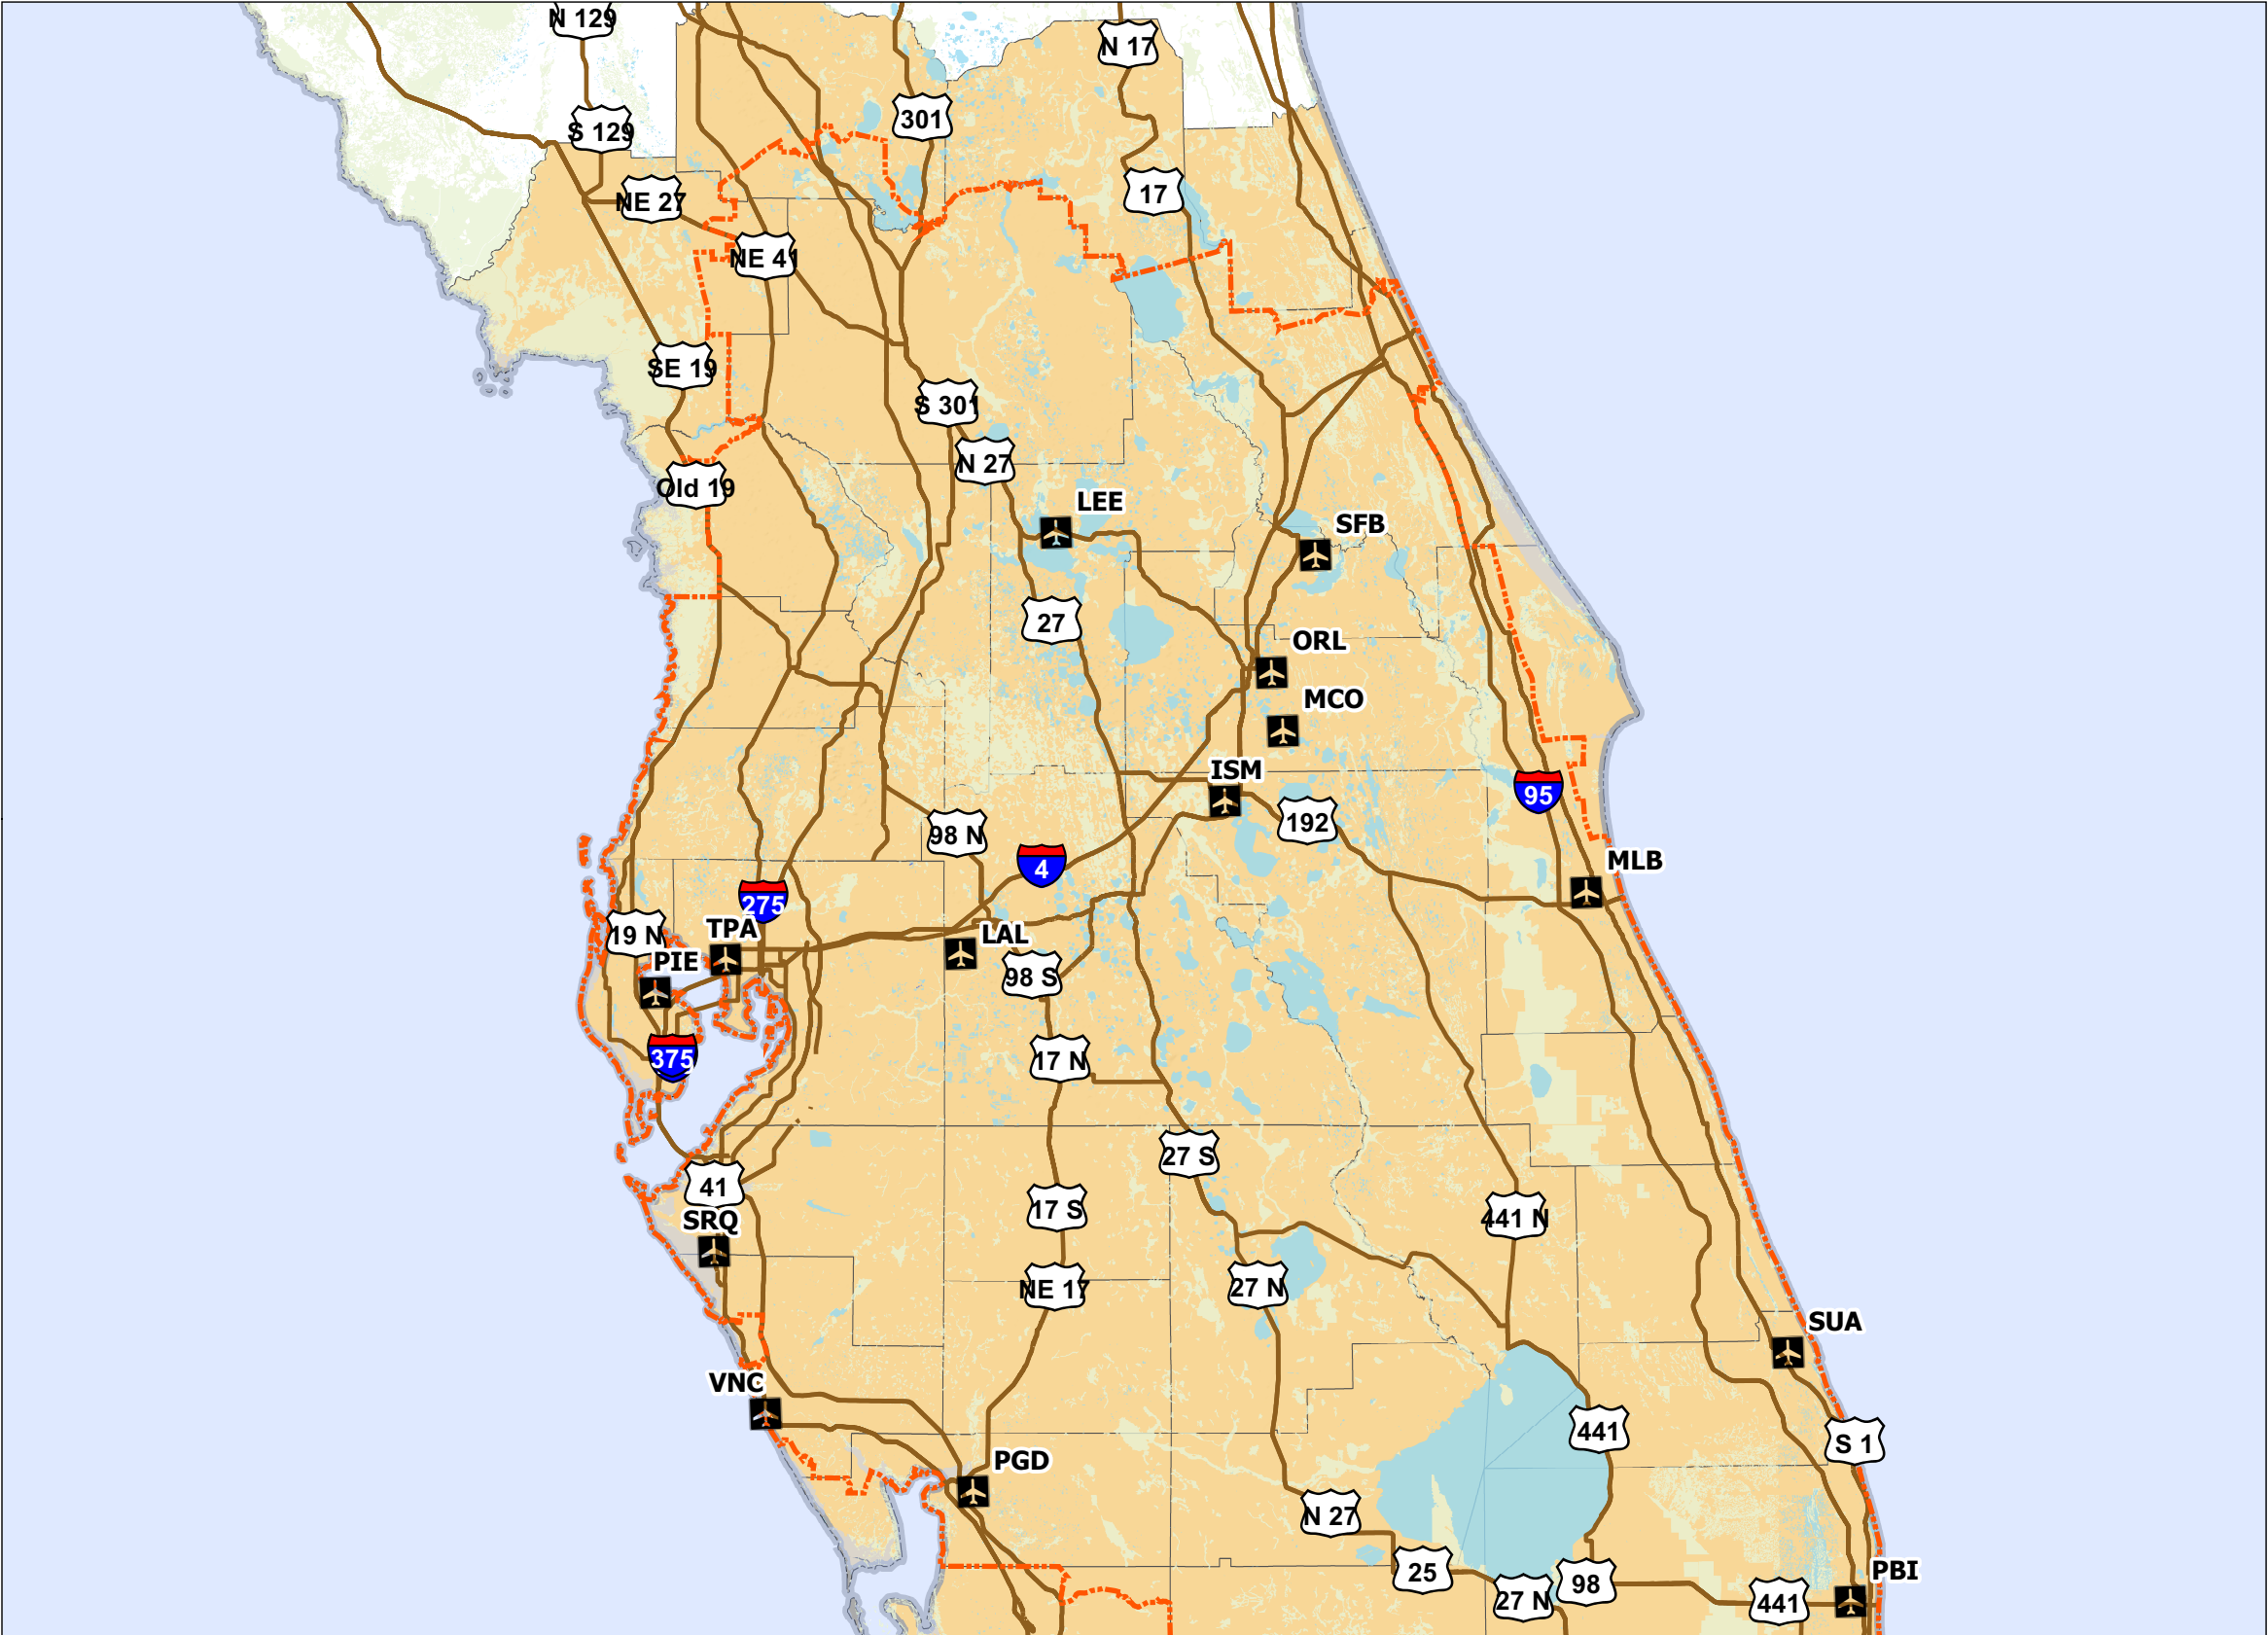 N 129
N 17
301
S 129
17
NE 27
NE 41
SE 19
S 301
N 27
Old 19
LEE
SFB
27
ORL
MCO
ISM
95
192
98 N
4
MLB
275
19 N
TPA
LAL
PIE
98 S
375
17 N
27 S
41
17 S
441 N
SRQ
NE 17
27 N
SUA
VNC
441
S 1
PGD
N 27
25
PBI
98
27 N
441